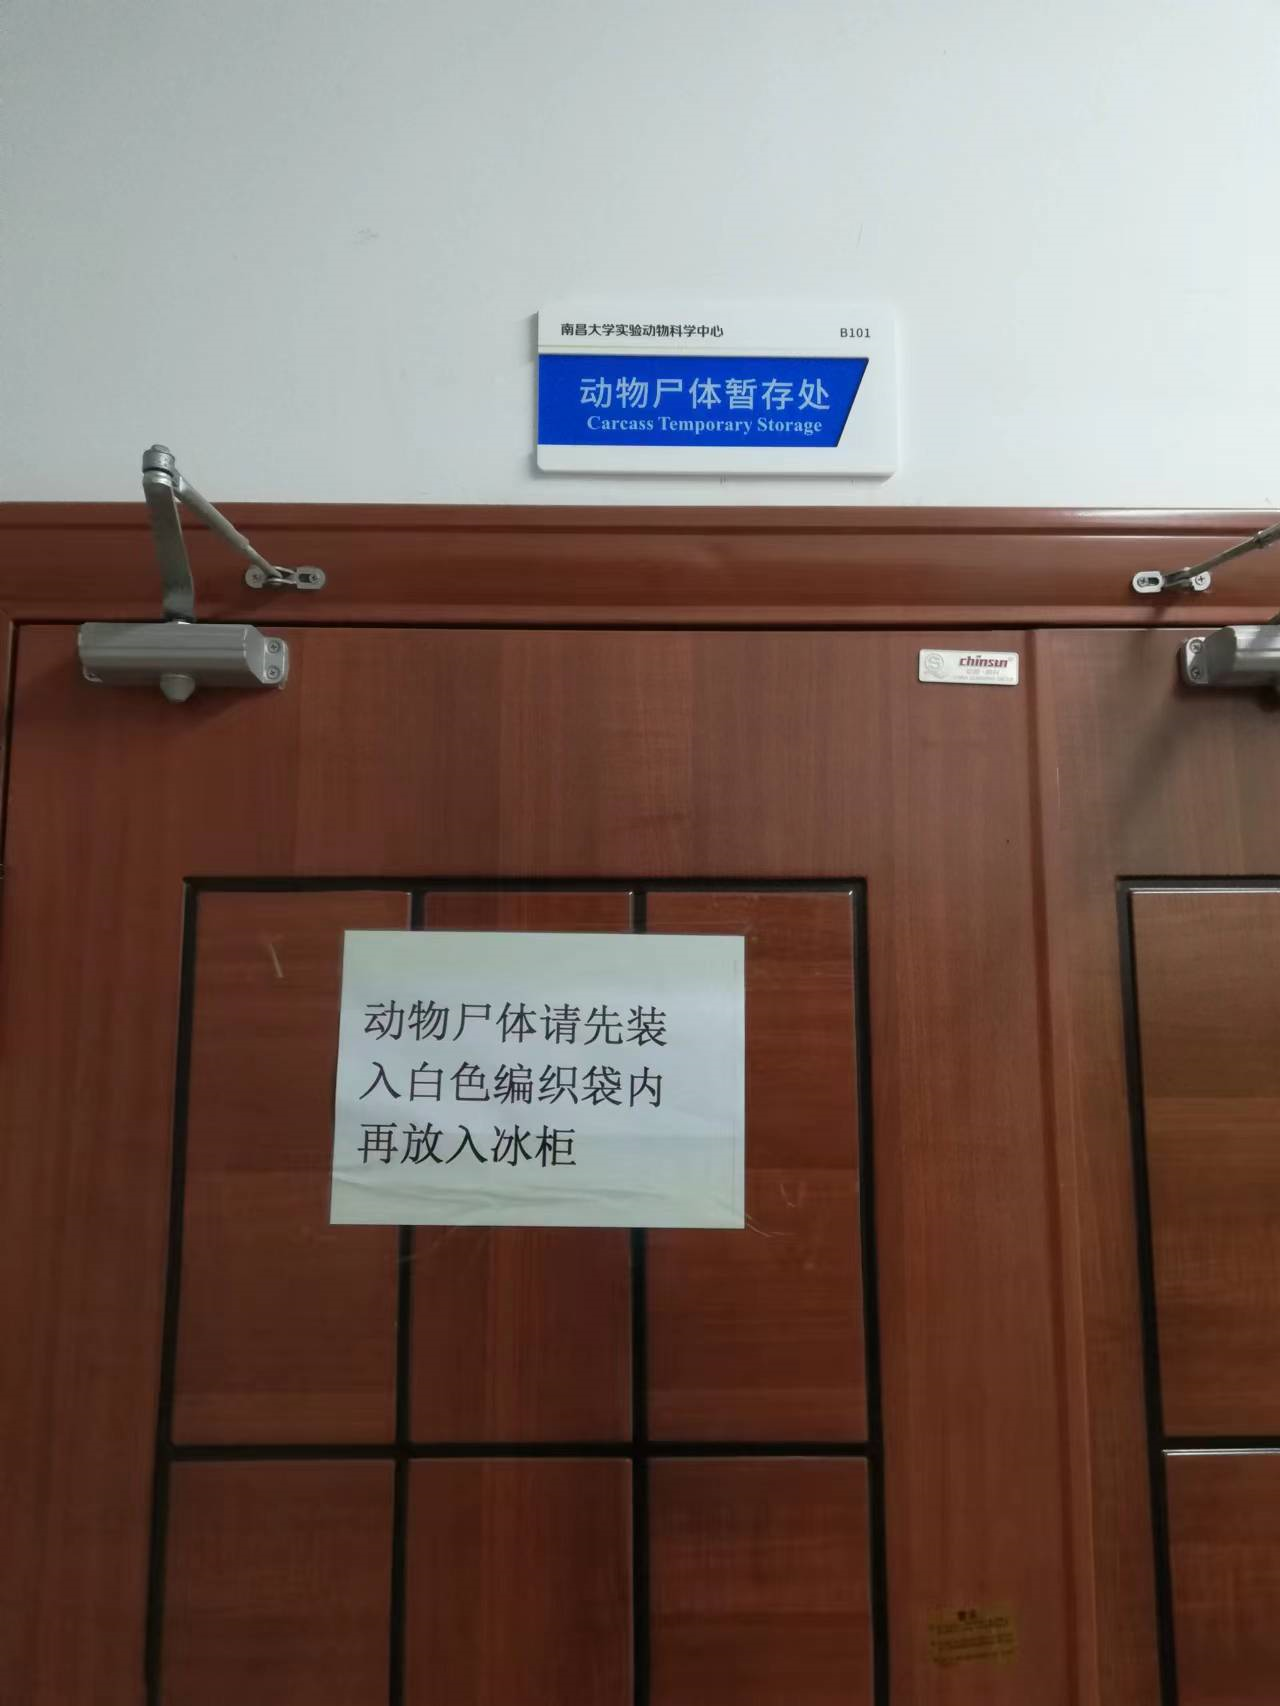 南昌大学实验动物科学中心 B101
动物尸体暂存处
Carcass Temporary Storage
chinsun
动物尸体请先装
入白色编织袋内
再放入冰柜